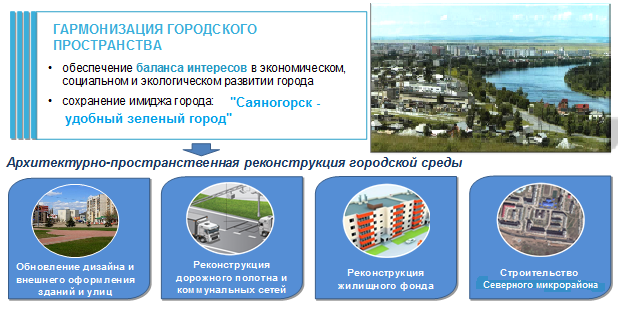 ГАРМОНИЗАЦИЯ ГОРОДСКОГО
ПРОСТРАНСТВА
• обеспечение баланса интересов в экономическом,
социальном и экологическом развитии города
• сохранение имиджа города: "Саяногорск -
удобный зеленый город"
Архитектурно-пространственная реконструкция городской среды
Обновление дизайна и
внешнего оформления
зданий и улиц
Реконструкция
дорожного полотна и
коммунальных сетей
Реконструкция
жилищного фонда
Строительство
Северного микрорайона